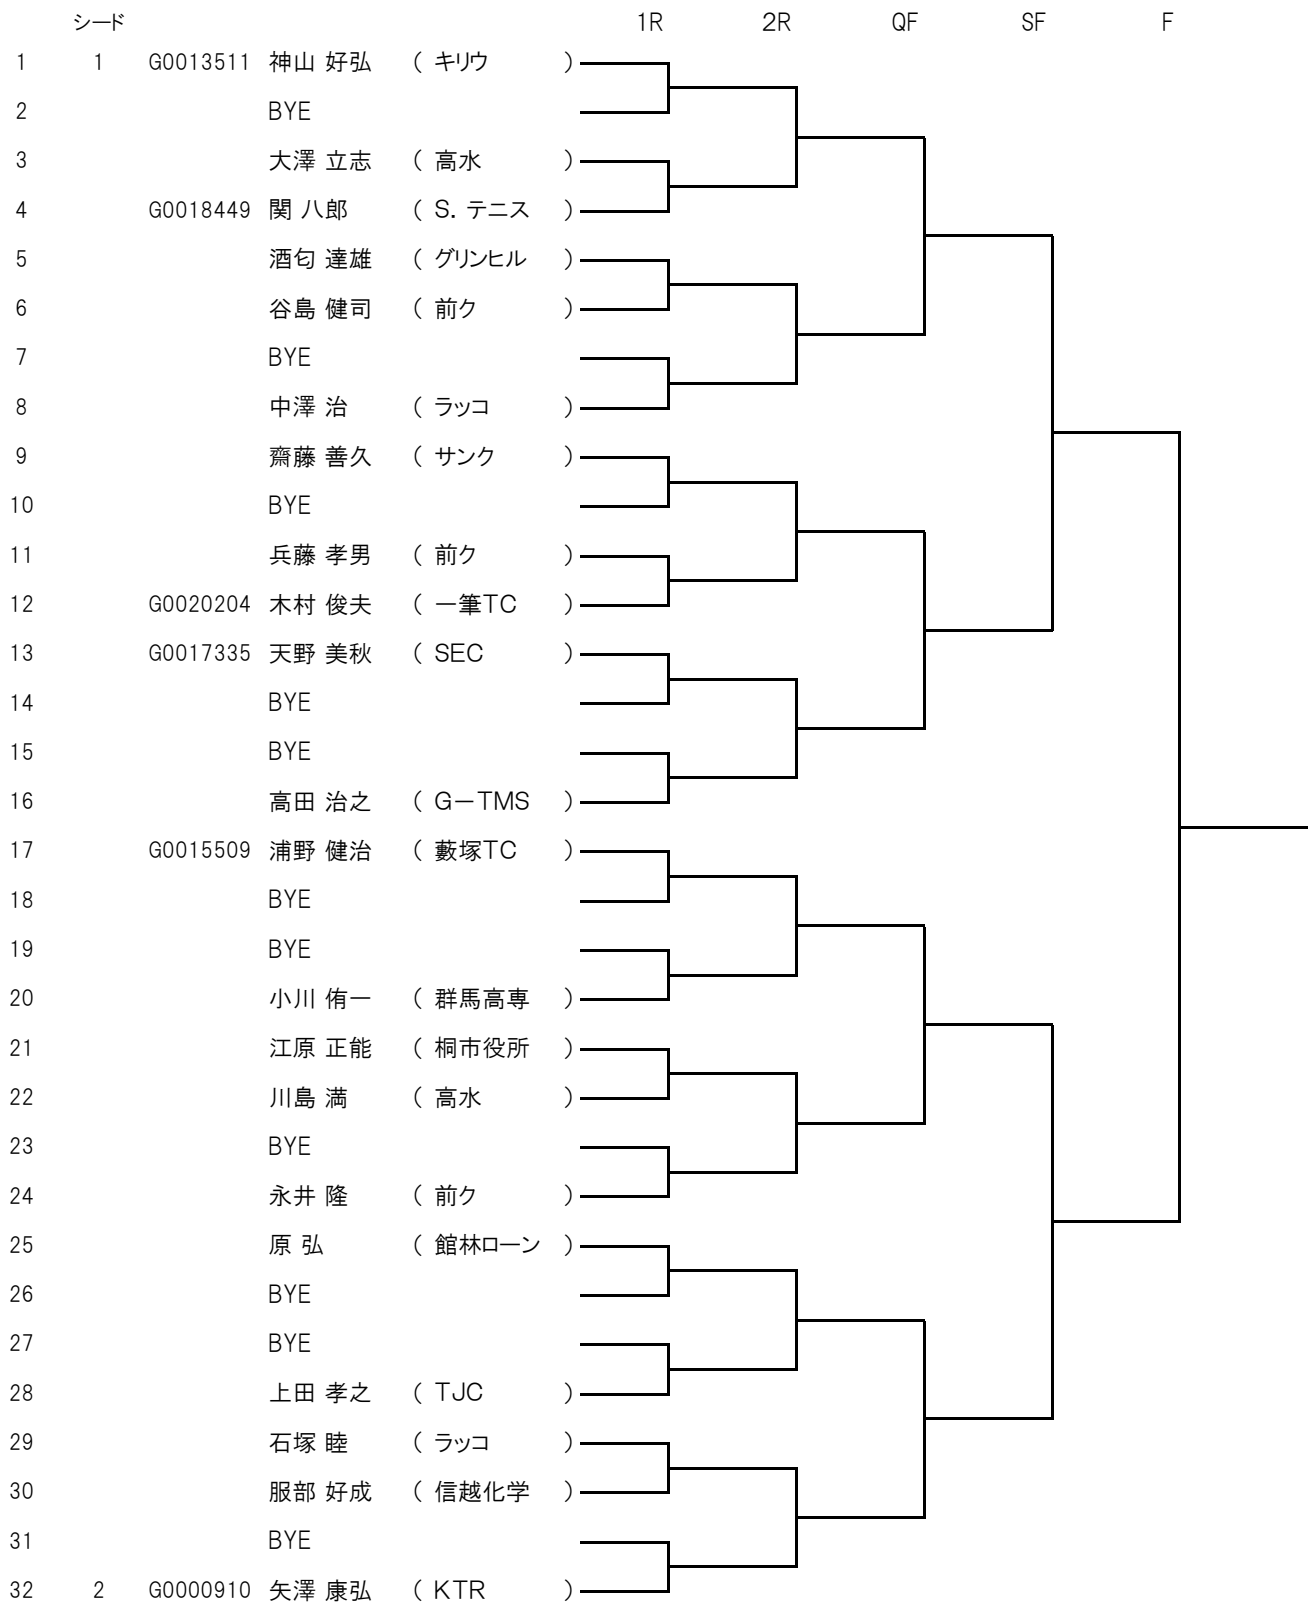 シード 1R 2R QF SF F
1 1 G0013511 神山 好弘 ( キリウ )
2 BYE
3 大澤 立志 ( 高水 )
4 G0018449 関 八郎 ( S．テニス )
5 酒匂 達雄 ( グリンヒル )
6 谷島 健司 ( 前ク )
7 BYE
8 中澤 治 ( ラッコ )
9 齋藤 善久 ( サンク )
10 BYE
11 兵藤 孝男 ( 前ク )
12 G0020204 木村 俊夫 ( 一筆TC )
13 G0017335 天野 美秋 ( SEC )
14 BYE
15 BYE
16 高田 治之 ( G－TMS )
17 G0015509 浦野 健治 ( 藪塚TC )
18 BYE
19 BYE
20 小川 侑一 ( 群馬高専 )
21 江原 正能 ( 桐市役所 )
22 川島 満 ( 高水 )
23 BYE
24 永井 隆 ( 前ク )
25 原 弘 ( 館林ローン )
26 BYE
27 BYE
28 上田 孝之 ( TJC )
29 石塚 睦 ( ラッコ )
30 服部 好成 ( 信越化学 )
31 BYE
32 2 G0000910 矢澤 康弘 ( KTR )